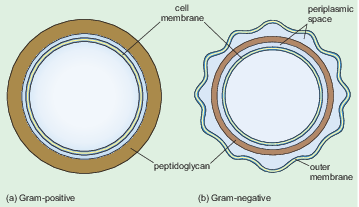 cell
membrane
periplasmic
space
peptidoglycan
outer
membrane
(a) Gram-positive
(b) Gram-negative